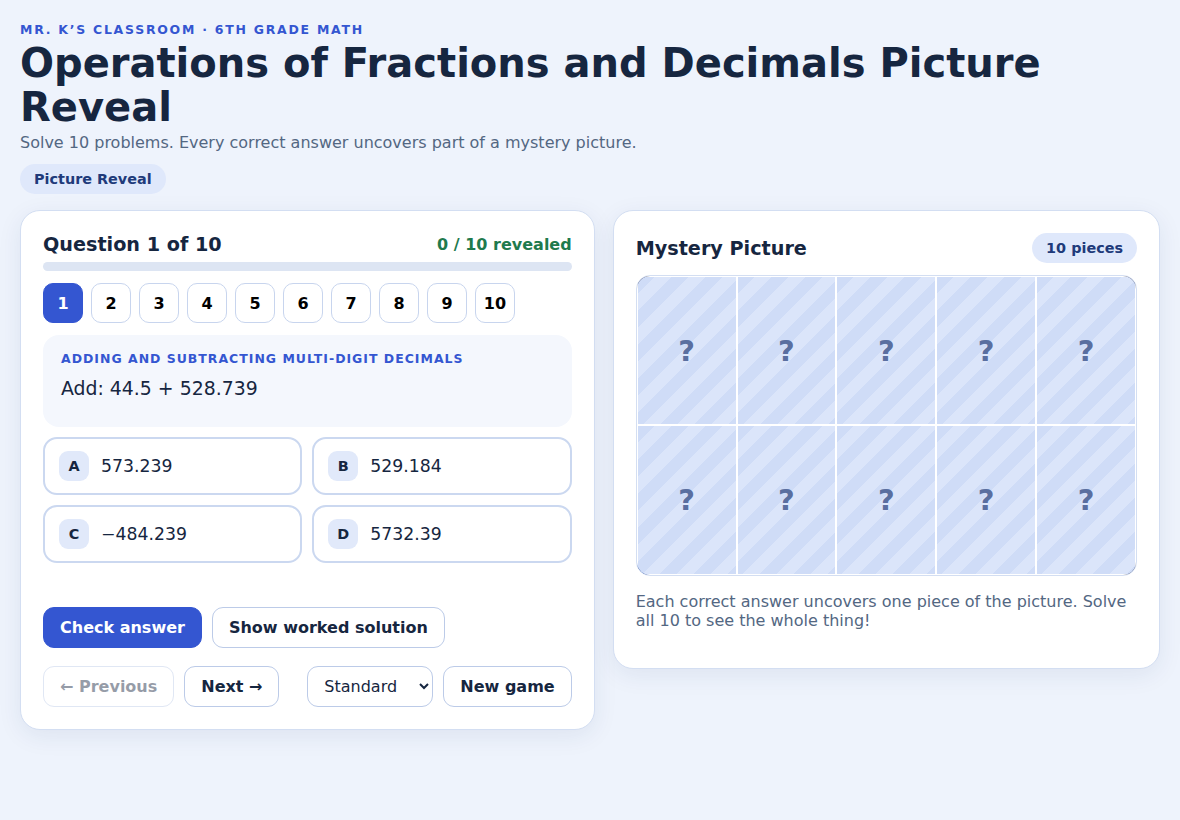 MR. K’S CLASSROOM · 6TH GRADE MATH
Operations of Fractions and Decimals Picture
Reveal
Solve 10 problems. Every correct answer uncovers part of a mystery picture.
Picture Reveal
Question 1 of 10
0 / 10 revealed
1 2 3 4 5 6 7 8 9 10
ADDING AND SUBTRACTING MULTI-DIGIT DECIMALS
Add: 44.5 + 528.739
A 573.239
B 529.184
C −484.239
D 5732.39
Check answer
Show worked solution
← Previous
Next →
Standard
New game
Mystery Picture
10 pieces
? ? ? ? ?
? ? ? ? ?
Each correct answer uncovers one piece of the picture. Solve
all 10 to see the whole thing!